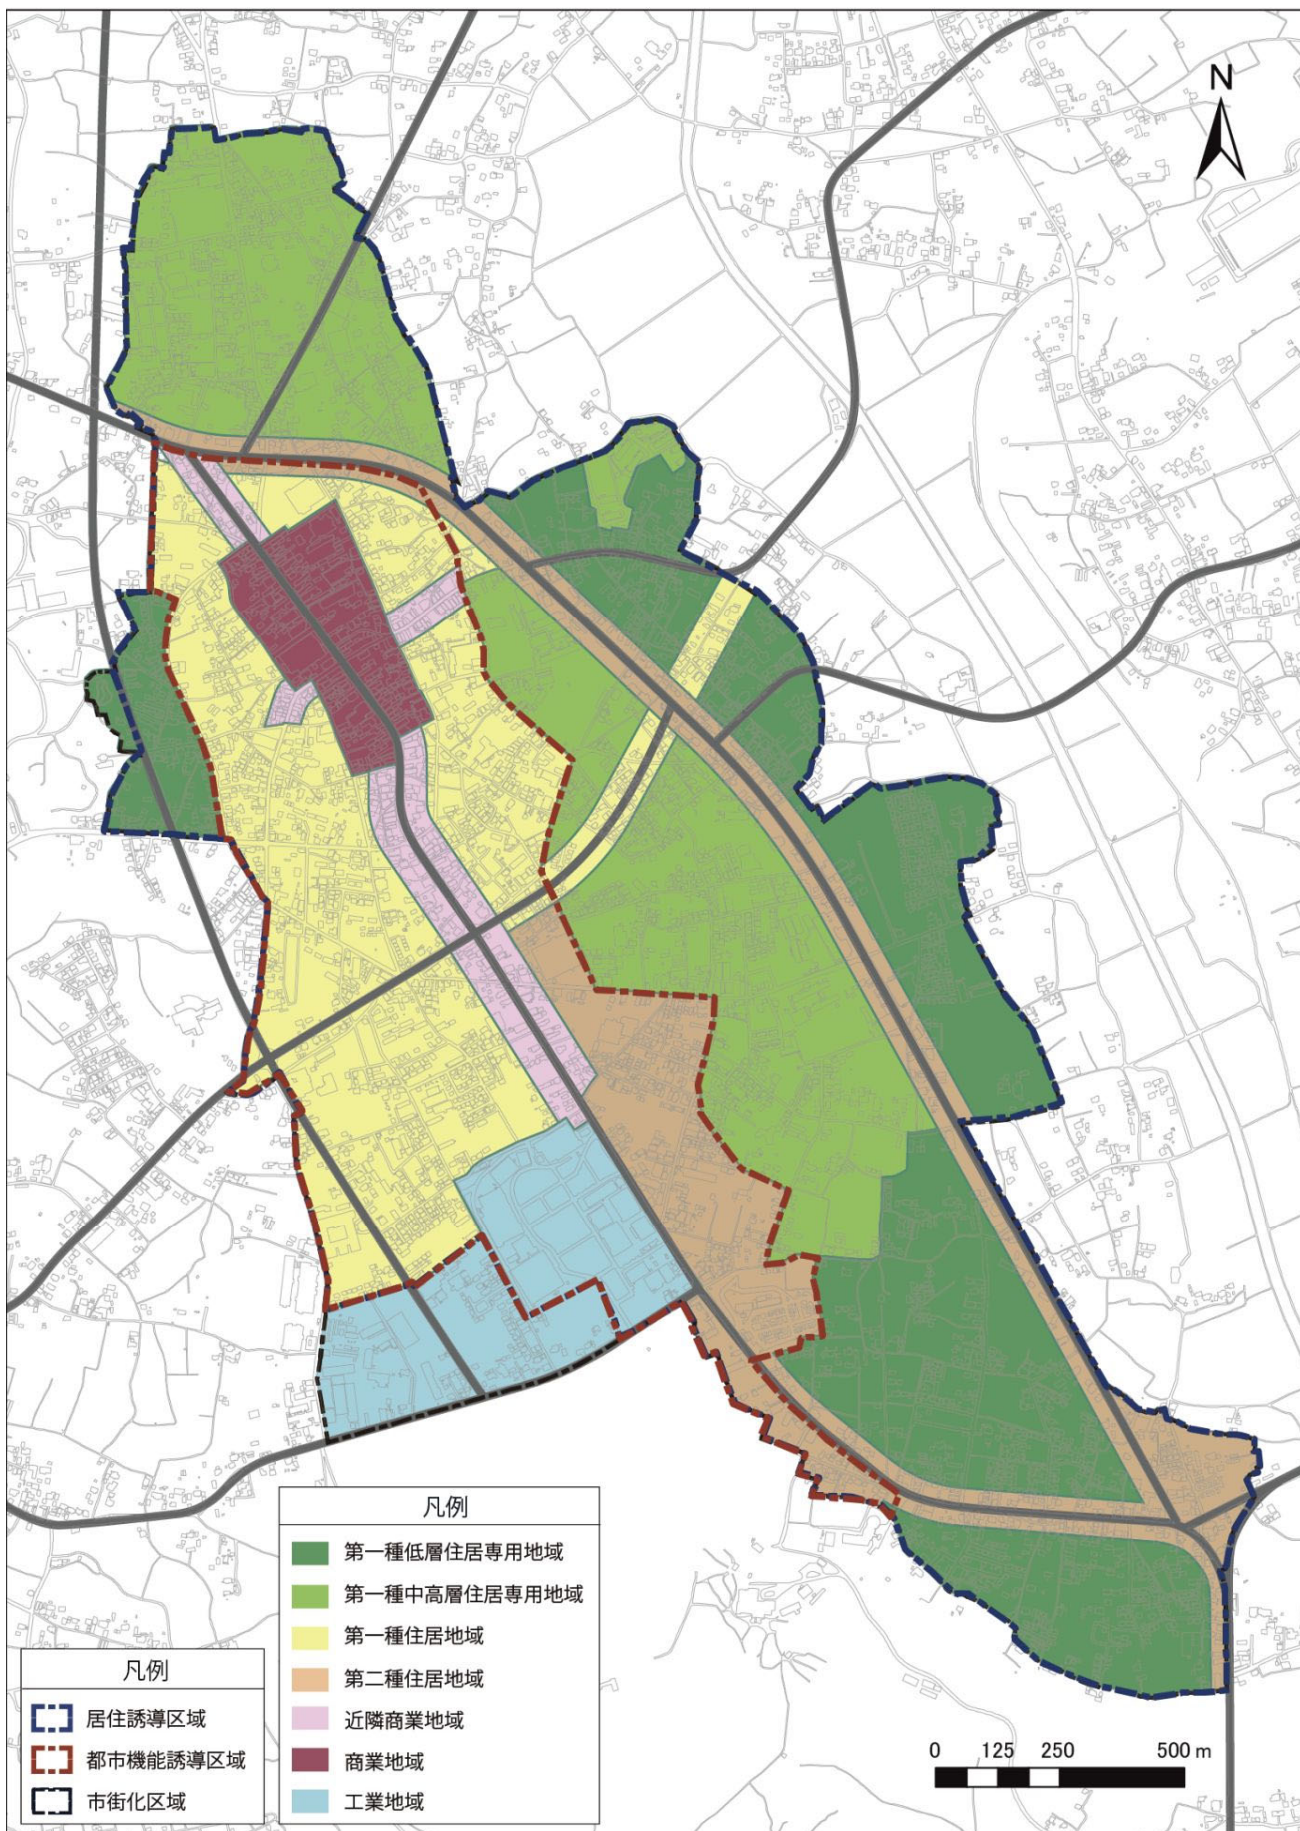 N
凡例
第一種低層住居専用地域
第一種中高層住居専用地域
第一種住居地域
第二種住居地域
近隣商業地域
商業地域
工業地域
凡例
居住誘導区域
都市機能誘導区域
市街化区域
0 125 250 500 m